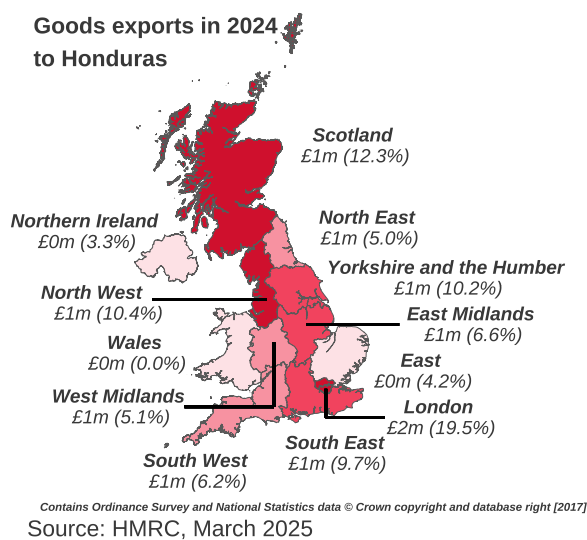 Goods exports in 2024
to Honduras
Scotland
£1m (12.3%)
Northern Ireland
£0m (3.3%)
North East
£1m (5.0%)
Yorkshire and the Humber
£1m (10.2%)
North West
£1m (10.4%)
East Midlands
£1m (6.6%)
Wales
£0m (0.0%)
East
£0m (4.2%)
West Midlands
£1m (5.1%)
London
£2m (19.5%)
South East
£1m (9.7%)
South West
£1m (6.2%)
Contains Ordinance Survey and National Statistics data © Crown copyright and database right [2017]
Source: HMRC, March 2025